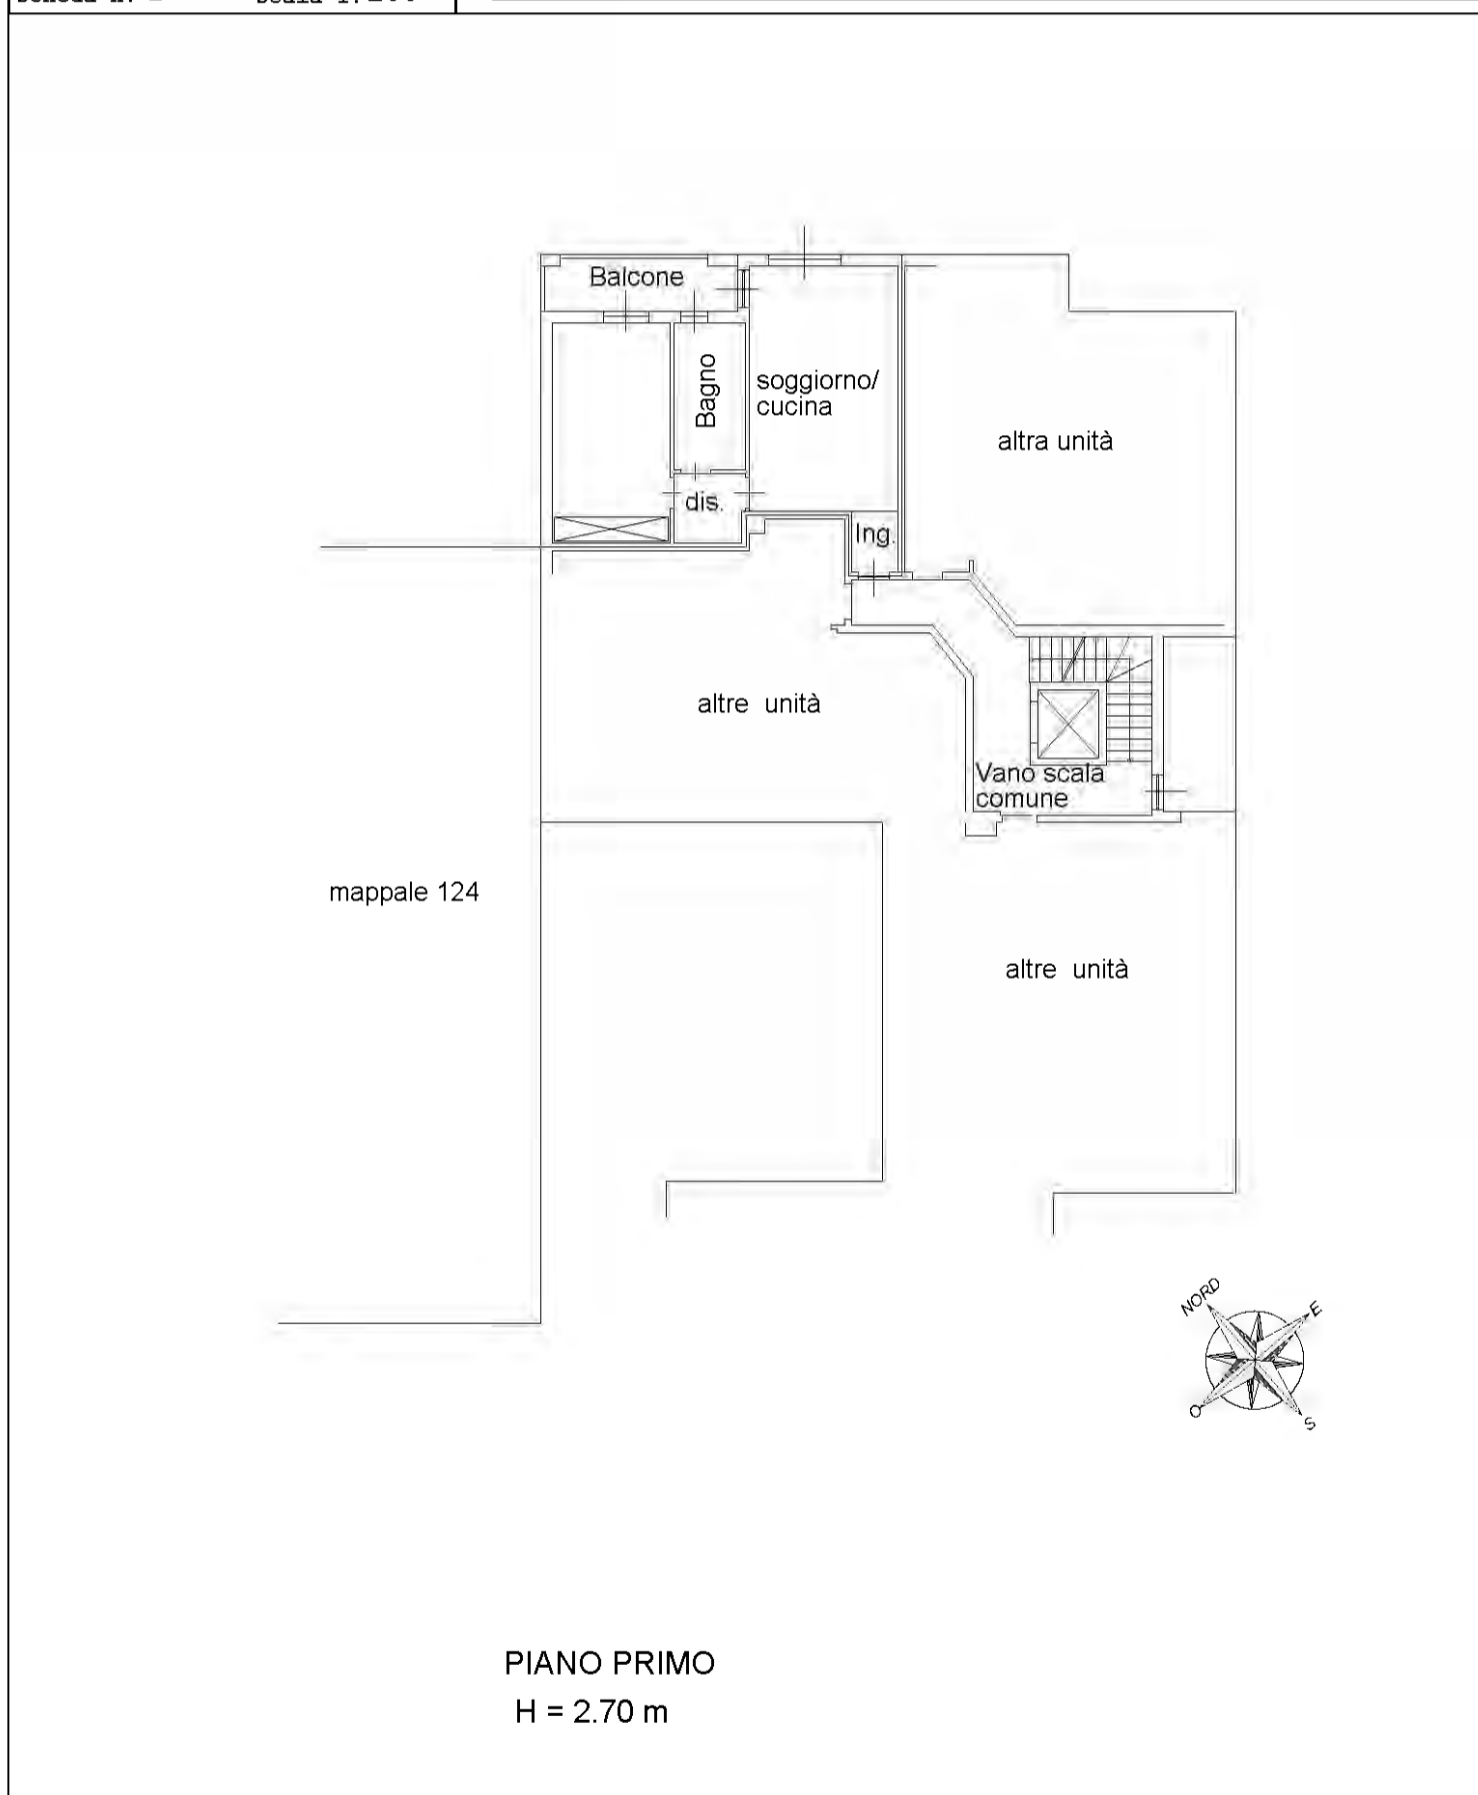 Balcone
Bagno
soggiorno/
cucina
altra unità
dis.
Ing.
altre unità
Vano scala
comune
mappale 124
altre unità
NORD
E
O
S
PIANO PRIMO
H = 2.70 m